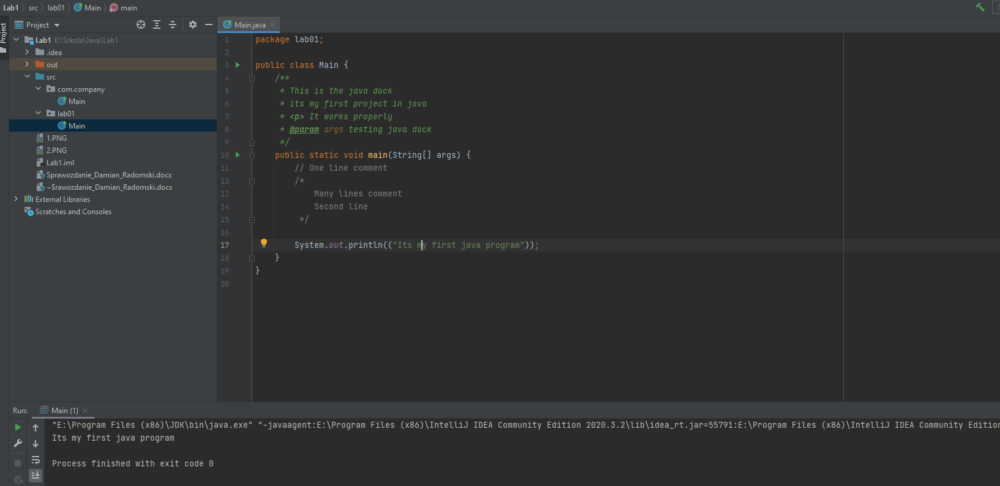 Lab1 src lab01 Main main
Project
Project
Main.java
Lab1 E:\Szkola\Java\Lab1
.idea
out
src
com.company
Main
lab01
Main
1.PNG
2.PNG
Lab1.iml
Sprawozdanie_Damian_Radomski.docx
~$rawozdanie_Damian_Radomski.docx
External Libraries
Scratches and Consoles
1 package lab01;
2
3 public class Main {
4 /**
5 * This is the java dock
6 * its my first project in java
7 * <p> It works properly
8 * @param args testing java dock
9 */
10 public static void main(String[] args) {
11 // One line comment
12 /*
13 Many lines comment
14 Second line
15 */
16
17 System.out.println(("Its my first java program"));
18 }
19 }
20
Run: Main (1)
"E:\Program Files (x86)\JDK\bin\java.exe" "-javaagent:E:\Program Files (x86)\IntelliJ IDEA Community Edition 2020.3.2\lib\idea_rt.jar=55791:E:\Program Files (x86)\IntelliJ IDEA Community Edition
Its my first java program
Process finished with exit code 0